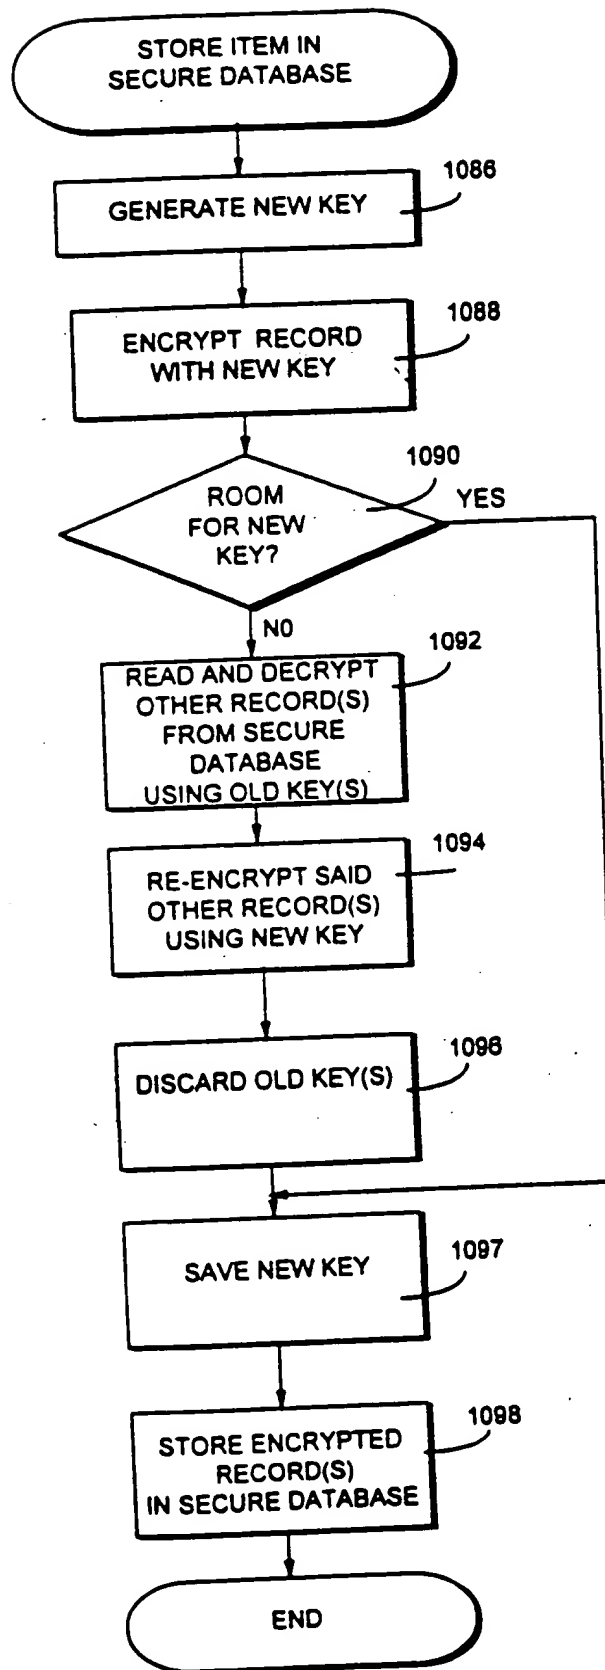 STORE ITEM IN
SECURE DATABASE
1086
GENERATE NEW KEY
1088
ENCRYPT RECORD
WITH NEW KEY
1090
ROOM
FOR NEW
KEY?
YES
NO
1092
READ AND DECRYPT
OTHER RECORD(S)
FROM SECURE
DATABASE
USING OLD KEY(S)
1094
RE-ENCRYPT SAID
OTHER RECORD(S)
USING NEW KEY
1096
DISCARD OLD KEY(S)
SAVE NEW KEY
1097
1098
STORE ENCRYPTED
RECORD(S)
IN SECURE DATABASE
END